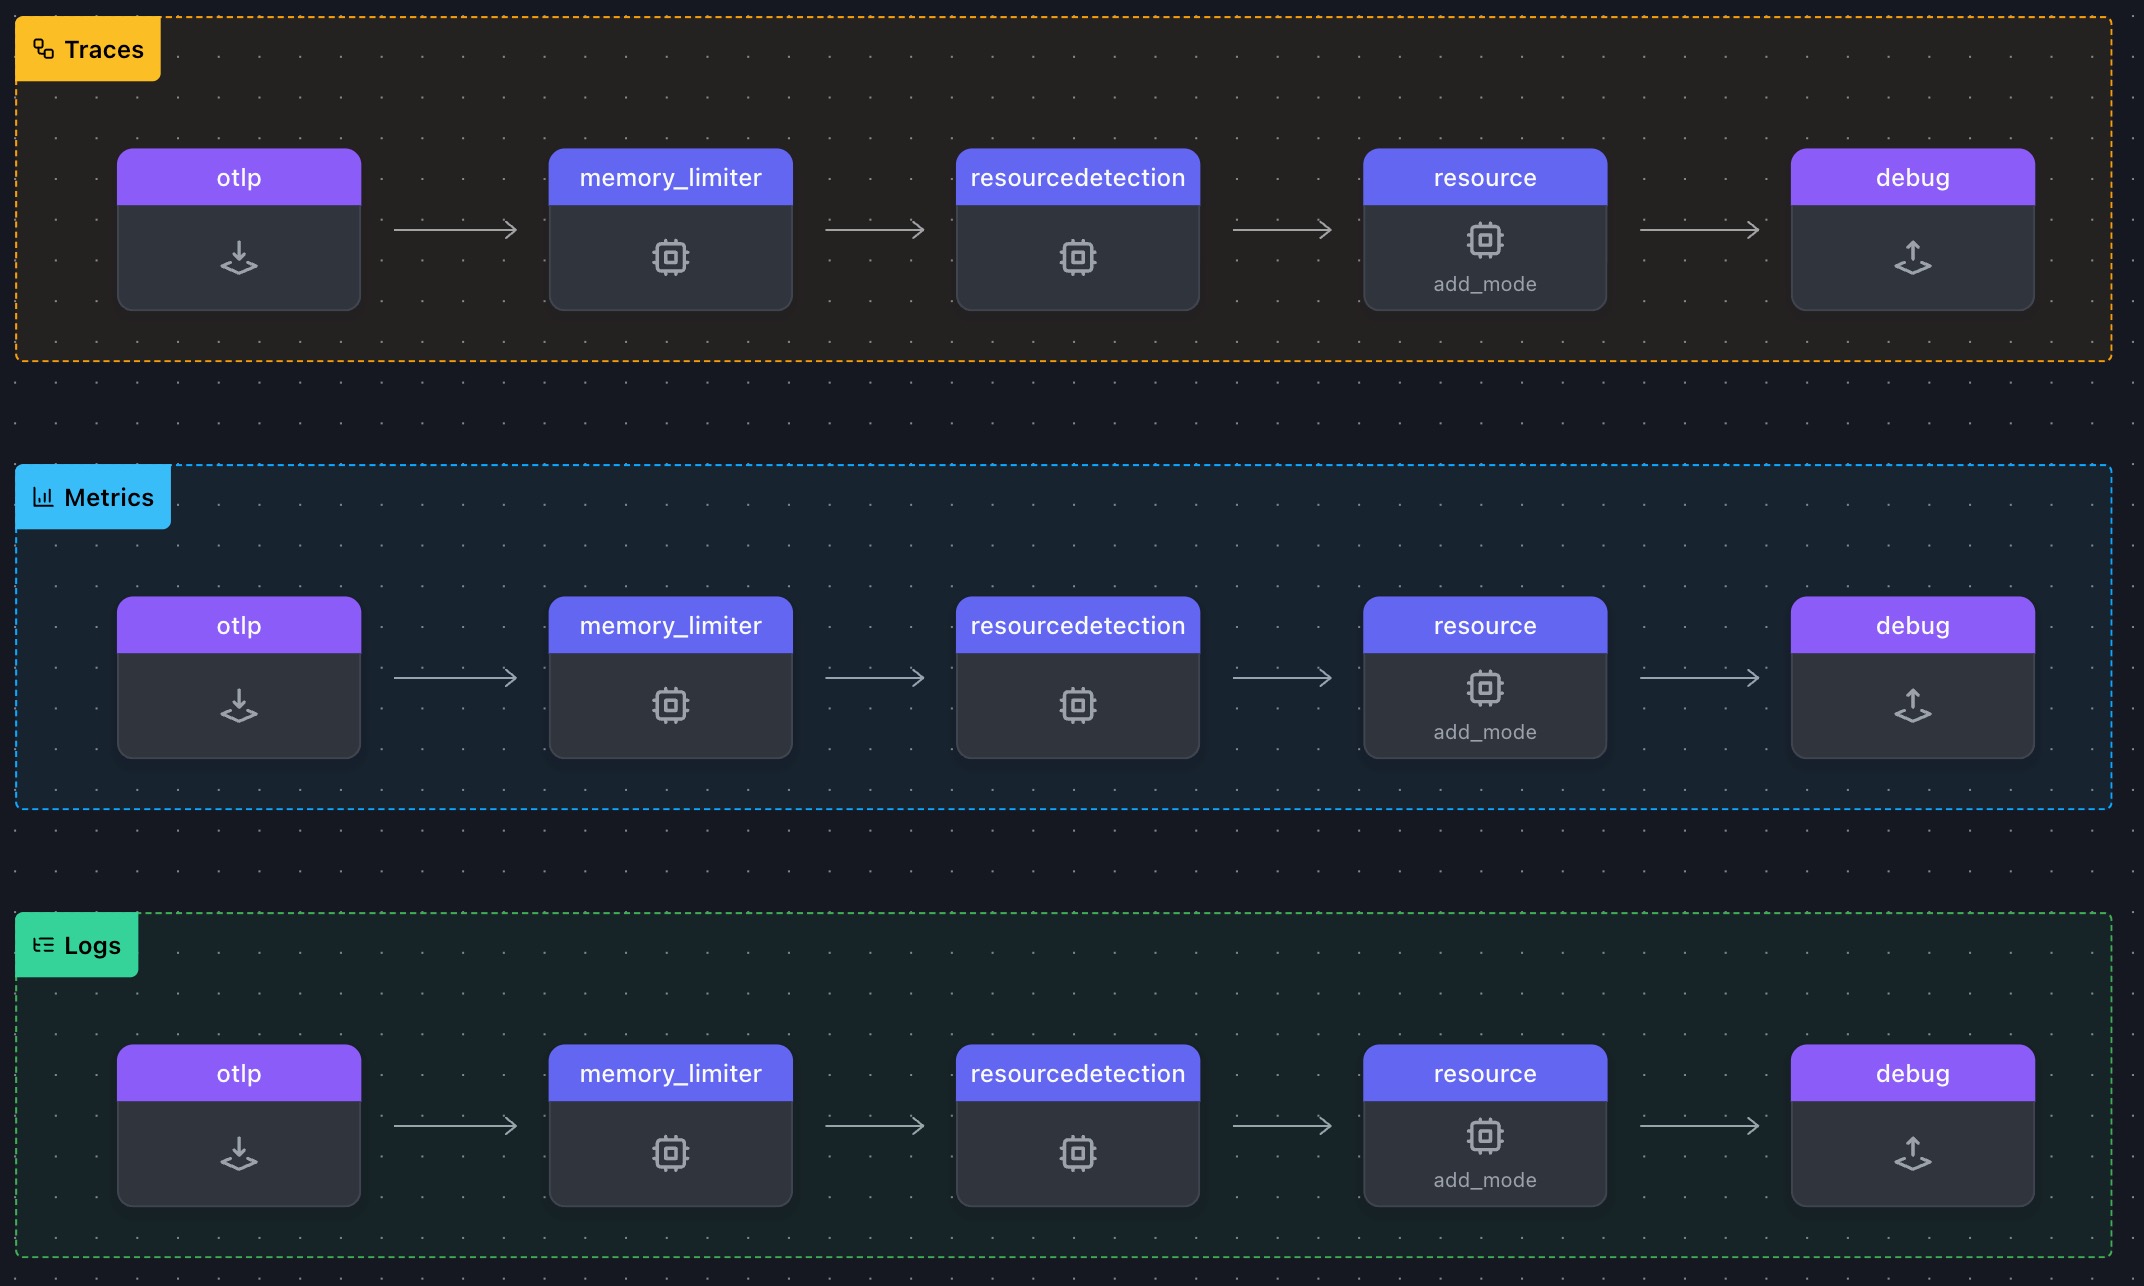 Traces
otlp
memory_limiter
resourcedetection
resource
add_mode
debug
Metrics
otlp
memory_limiter
resourcedetection
resource
add_mode
debug
Logs
otlp
memory_limiter
resourcedetection
resource
add_mode
debug